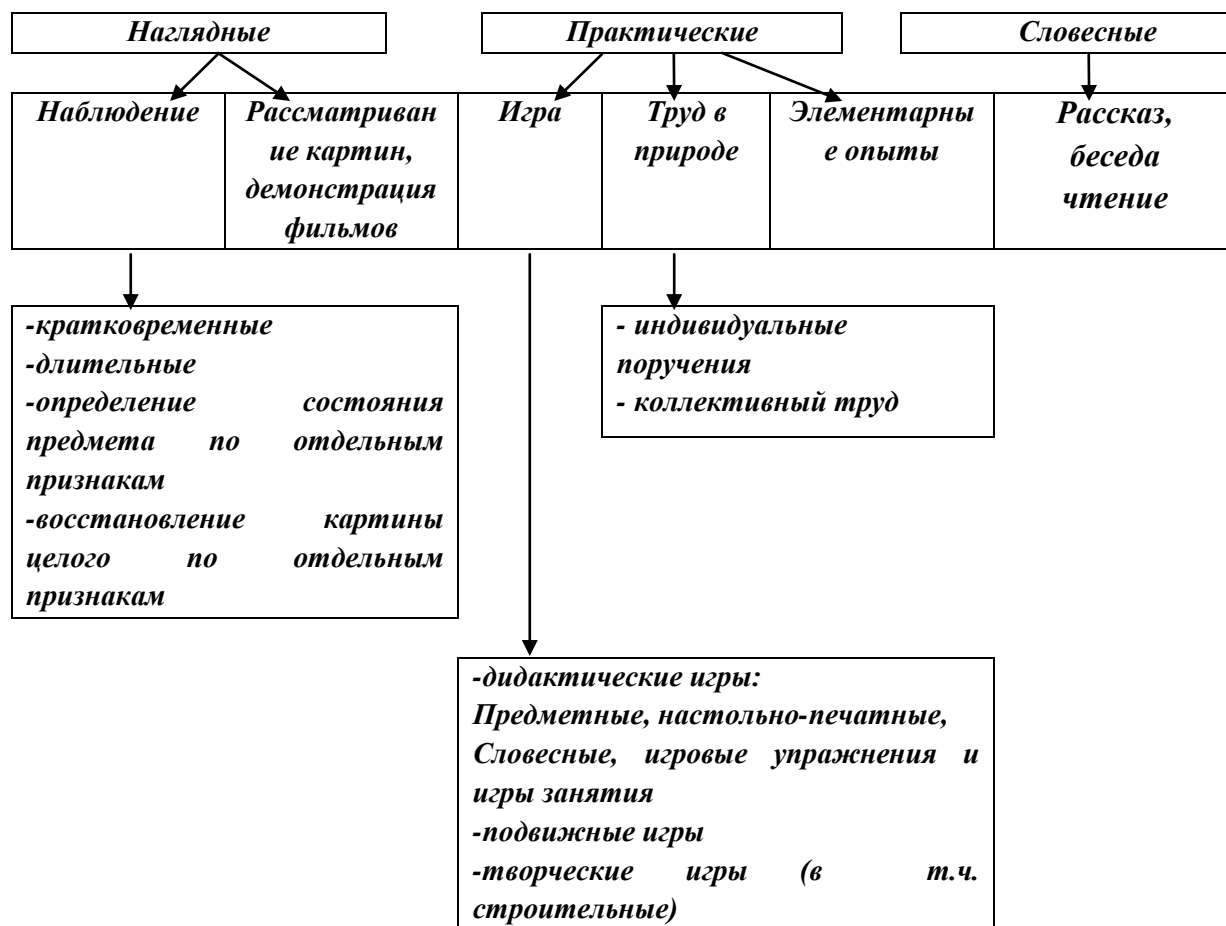 Наглядные
Практические
Словесные
Наблюдение
Рассматриван
ие картин,
демонстрация
фильмов
Игра
Труд в
природе
Элементарны
е опыты
Рассказ,
беседа
чтение
-кратковременные
-длительные
-определение состояния
предмета по отдельным
признакам
-восстановление картины
целого по отдельным
признакам
- индивидуальные
поручения
- коллективный труд
-дидактические игры:
Предметные, настольно-печатные,
Словесные, игровые упражнения и
игры занятия
-подвижные игры
-творческие игры (в т.ч.
строительные)